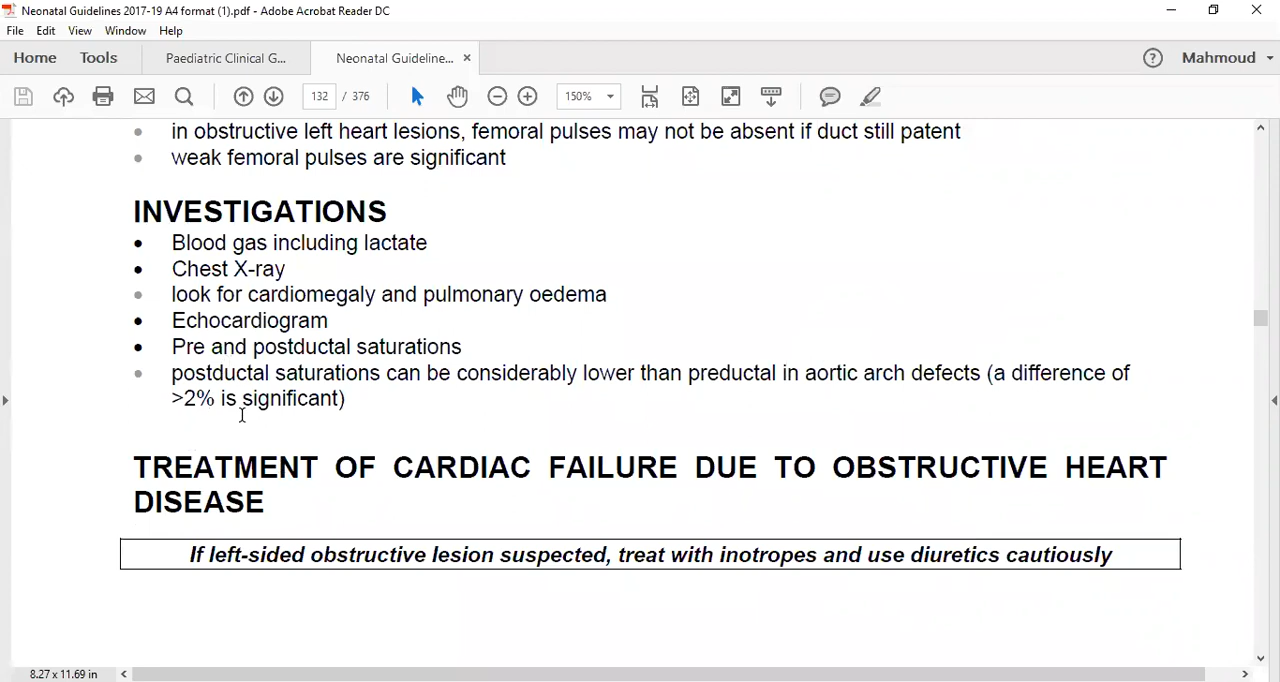 Neonatal Guidelines 2017-19 A4 format (1).pdf - Adobe Acrobat Reader DC
File Edit View Window Help
Home Tools Paediatric Clinical G... Neonatal Guideline... × Mahmoud
132 / 376 150%
• in obstructive left heart lesions, femoral pulses may not be absent if duct still patent
• weak femoral pulses are significant
INVESTIGATIONS
• Blood gas including lactate
• Chest X-ray
• look for cardiomegaly and pulmonary oedema
• Echocardiogram
• Pre and postductal saturations
• postductal saturations can be considerably lower than preductal in aortic arch defects (a difference of
>2% is significant)
TREATMENT OF CARDIAC FAILURE DUE TO OBSTRUCTIVE HEART
DISEASE
If left-sided obstructive lesion suspected, treat with inotropes and use diuretics cautiously
8.27 x 11.69 in